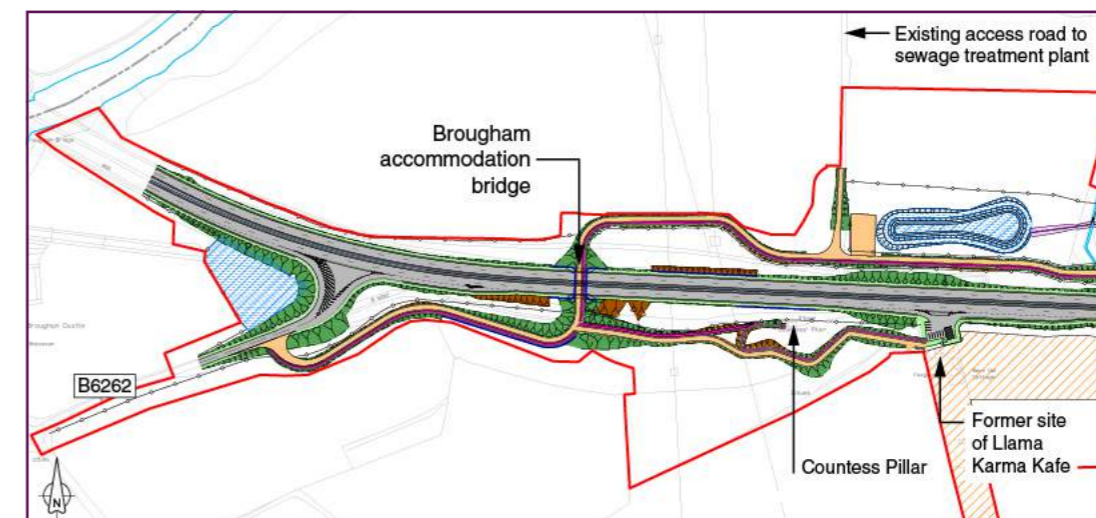 Existing access road to
sewage treatment plant
Brougham
accommodation
bridge
B6262
Countess Pillar
Former site
of Llama
Karma Kafe
N